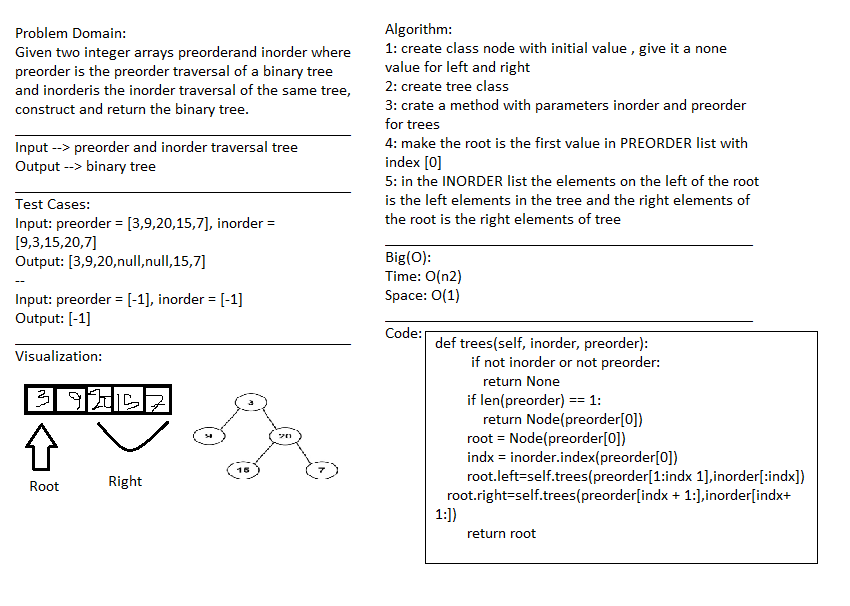 Problem Domain:
Given two integer arrays preorderand inorder where
preorder is the preorder traversal of a binary tree
and inorderis the inorder traversal of the same tree,
construct and return the binary tree.
Input --> preorder and inorder traversal tree
Output --> binary tree
Test Cases:
Input: preorder = [3,9,20,15,7], inorder =
[9,3,15,20,7]
Output: [3,9,20,null,null,15,7]
--
Input: preorder = [-1], inorder = [-1]
Output: [-1]
Visualization:
3 9 20 15 7
Root
Right
3
20
15 7
Algorithm:
1: create class node with initial value , give it a none
value for left and right
2: create tree class
3: crate a method with parameters inorder and preorder
for trees
4: make the root is the first value in PREORDER list with
index [0]
5: in the INORDER list the elements on the left of the root
is the left elements in the tree and the right elements of
the root is the right elements of tree
Big(O):
Time: O(n2)
Space: O(1)
Code:
def trees(self, inorder, preorder):
if not inorder or not preorder:
return None
if len(preorder) == 1:
return Node(preorder[0])
root = Node(preorder[0])
indx = inorder.index(preorder[0])
root.left=self.trees(preorder[1:indx 1],inorder[:indx])
root.right=self.trees(preorder[indx + 1:],inorder[indx+
1:])
return root